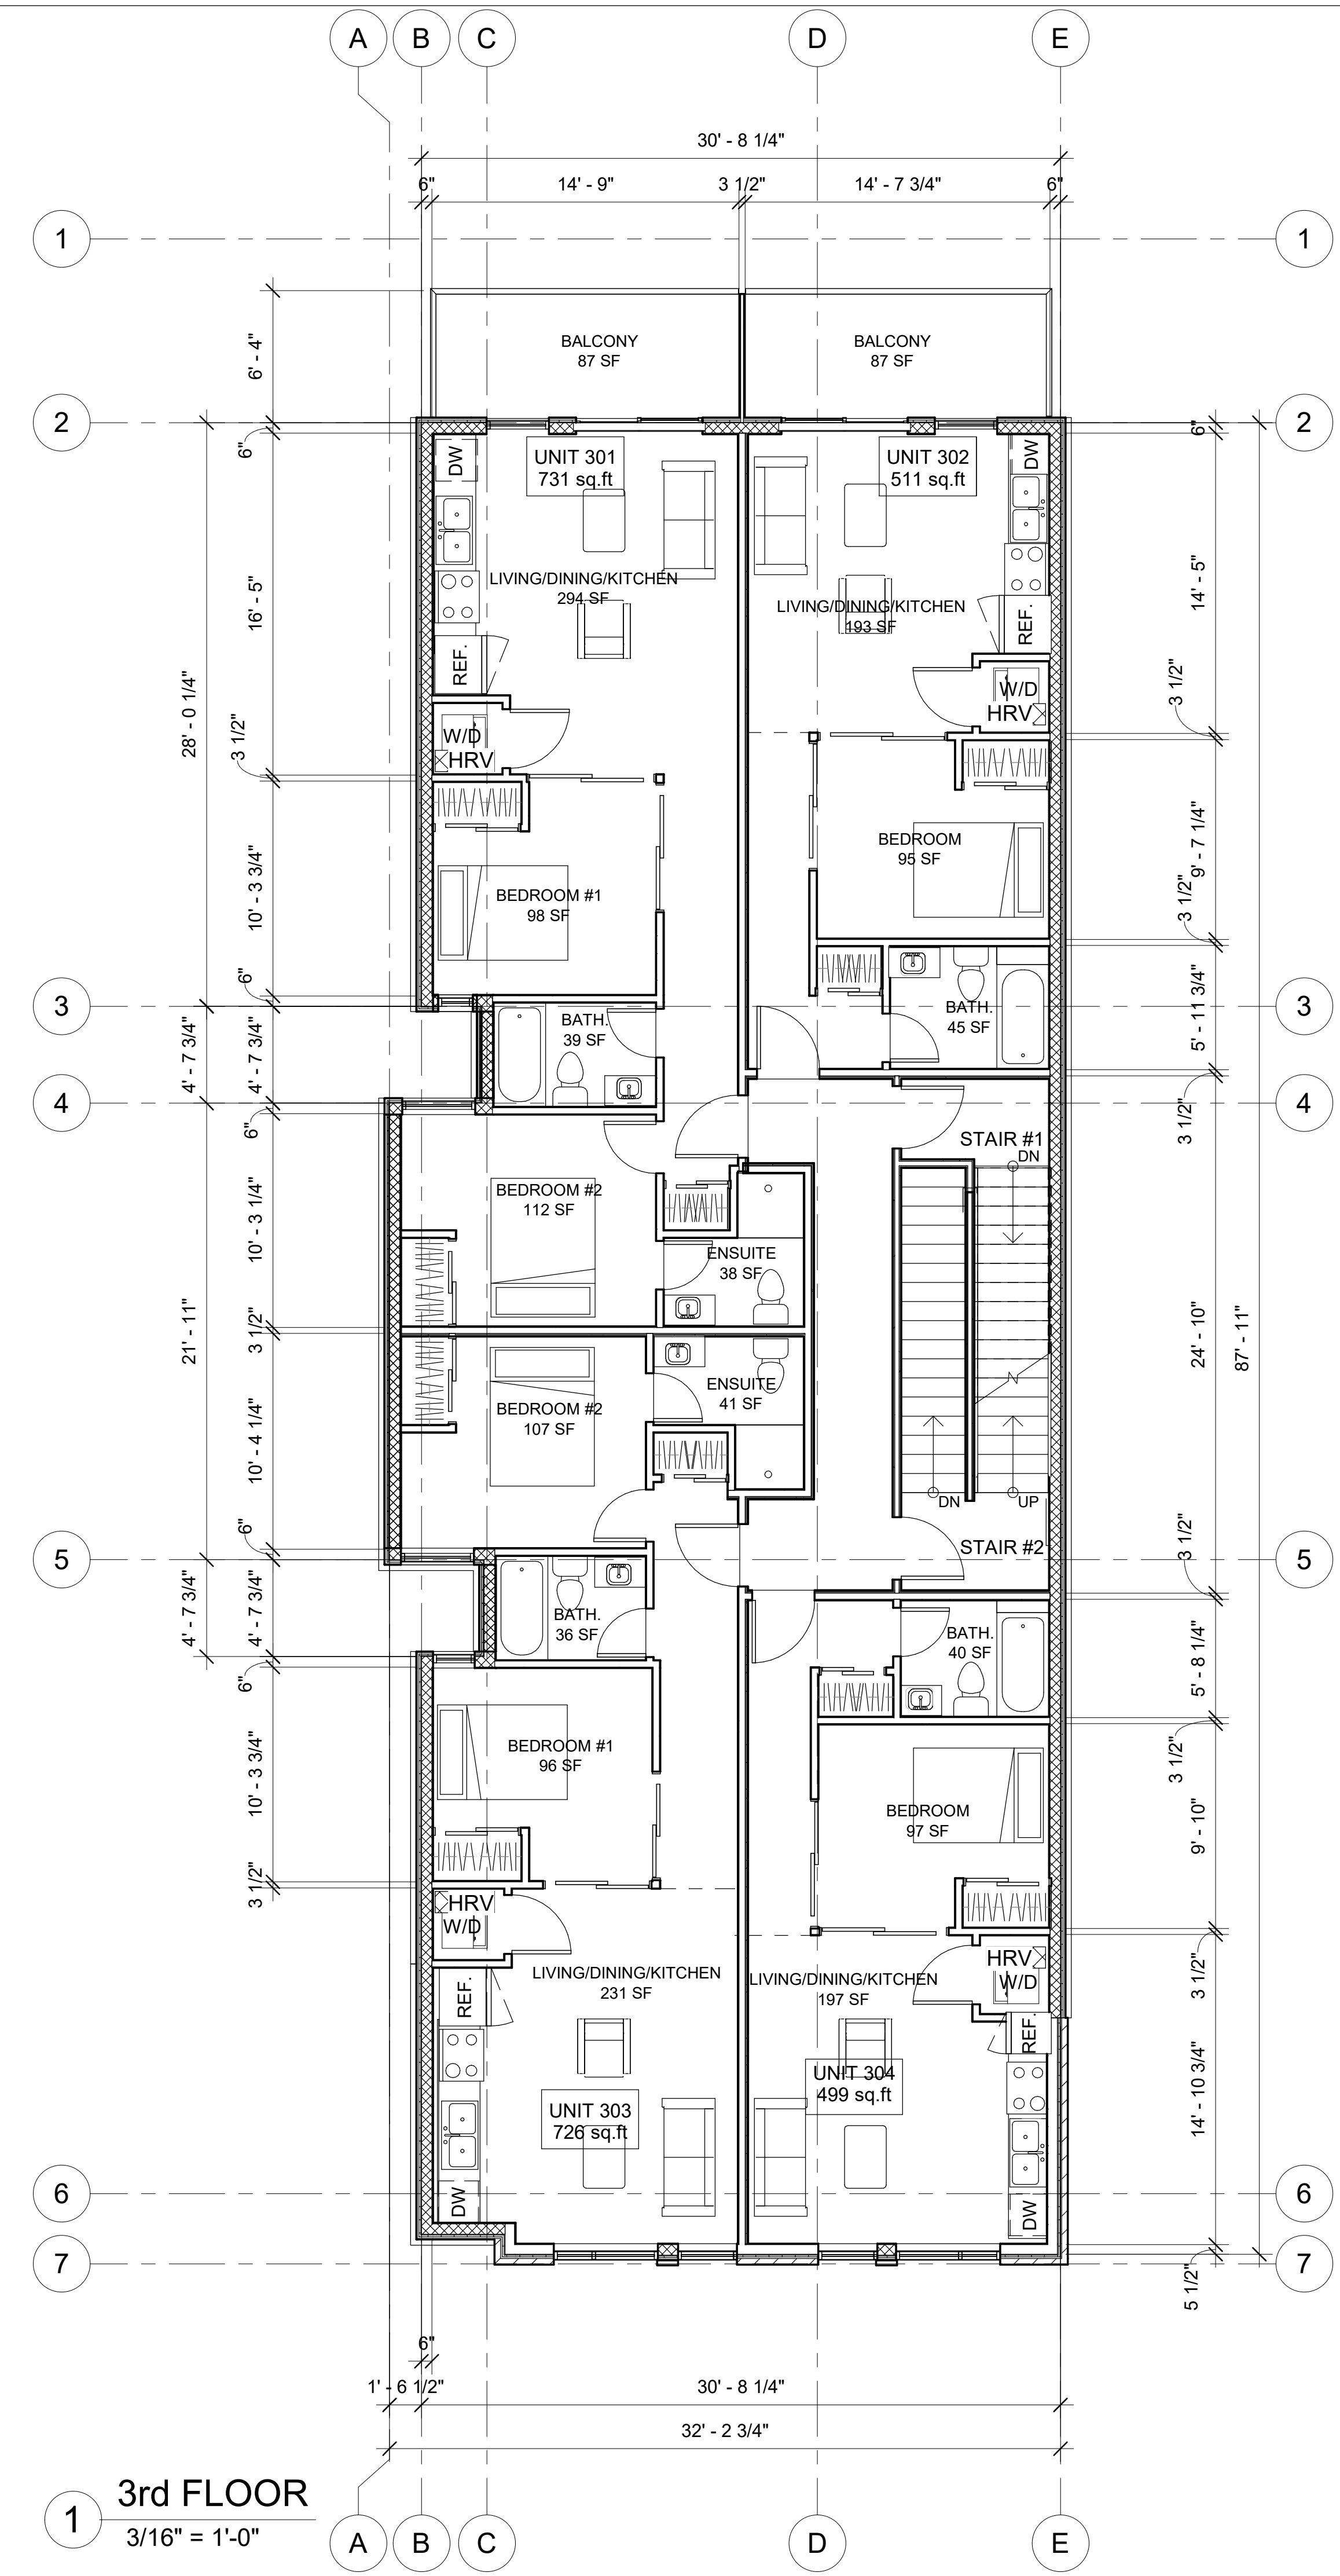 A B C D E
30' - 8 1/4"
6" 14' - 9" 3 1/2" 14' - 7 3/4" 6"
1 1
6' - 4"
BALCONY
87 SF
BALCONY
87 SF
2 2
6"
16' - 5"
28' - 0 1/4"
3 1/2"
10' - 3 3/4"
6"
DW
UNIT 301
731 sq.ft
LIVING/DINING/KITCHEN
294 SF
REF.
W/D
HRV
BEDROOM #1
98 SF
UNIT 302
511 sq.ft
DW
LIVING/DINING/KITCHEN
193 SF
REF.
W/D
HRV
BEDROOM
95 SF
6"
14' - 5"
3 1/2"
9' - 7 1/4"
3 1/2"
5' - 11 3/4"
3 3
4' - 7 3/4"
4' - 7 3/4"
BATH.
39 SF
BATH.
45 SF
4 4
6"
3 1/2"
STAIR #1
DN
10' - 3 1/4"
BEDROOM #2
112 SF
ENSUITE
38 SF
21' - 11"
3 1/2"
24' - 10"
87' - 11"
10' - 4 1/4"
BEDROOM #2
107 SF
ENSUITE
41 SF
DN
UP
6"
STAIR #2
3 1/2"
5 5
4' - 7 3/4"
4' - 7 3/4"
BATH.
36 SF
BATH.
40 SF
5' - 8 1/4"
6"
3 1/2"
10' - 3 3/4"
BEDROOM #1
96 SF
BEDROOM
97 SF
9' - 10"
3 1/2"
HRV
W/D
HRV
W/D
3 1/2"
LIVING/DINING/KITCHEN
231 SF
LIVING/DINING/KITCHEN
197 SF
REF.
REF.
UNIT 303
726 sq.ft
UNIT 304
499 sq.ft
14' - 10 3/4"
DW
DW
6 6
7 7
5 1/2"
6"
1' - 6 1/2" 30' - 8 1/4"
32' - 2 3/4"
1 3rd FLOOR
3/16" = 1'-0"
A B C D E